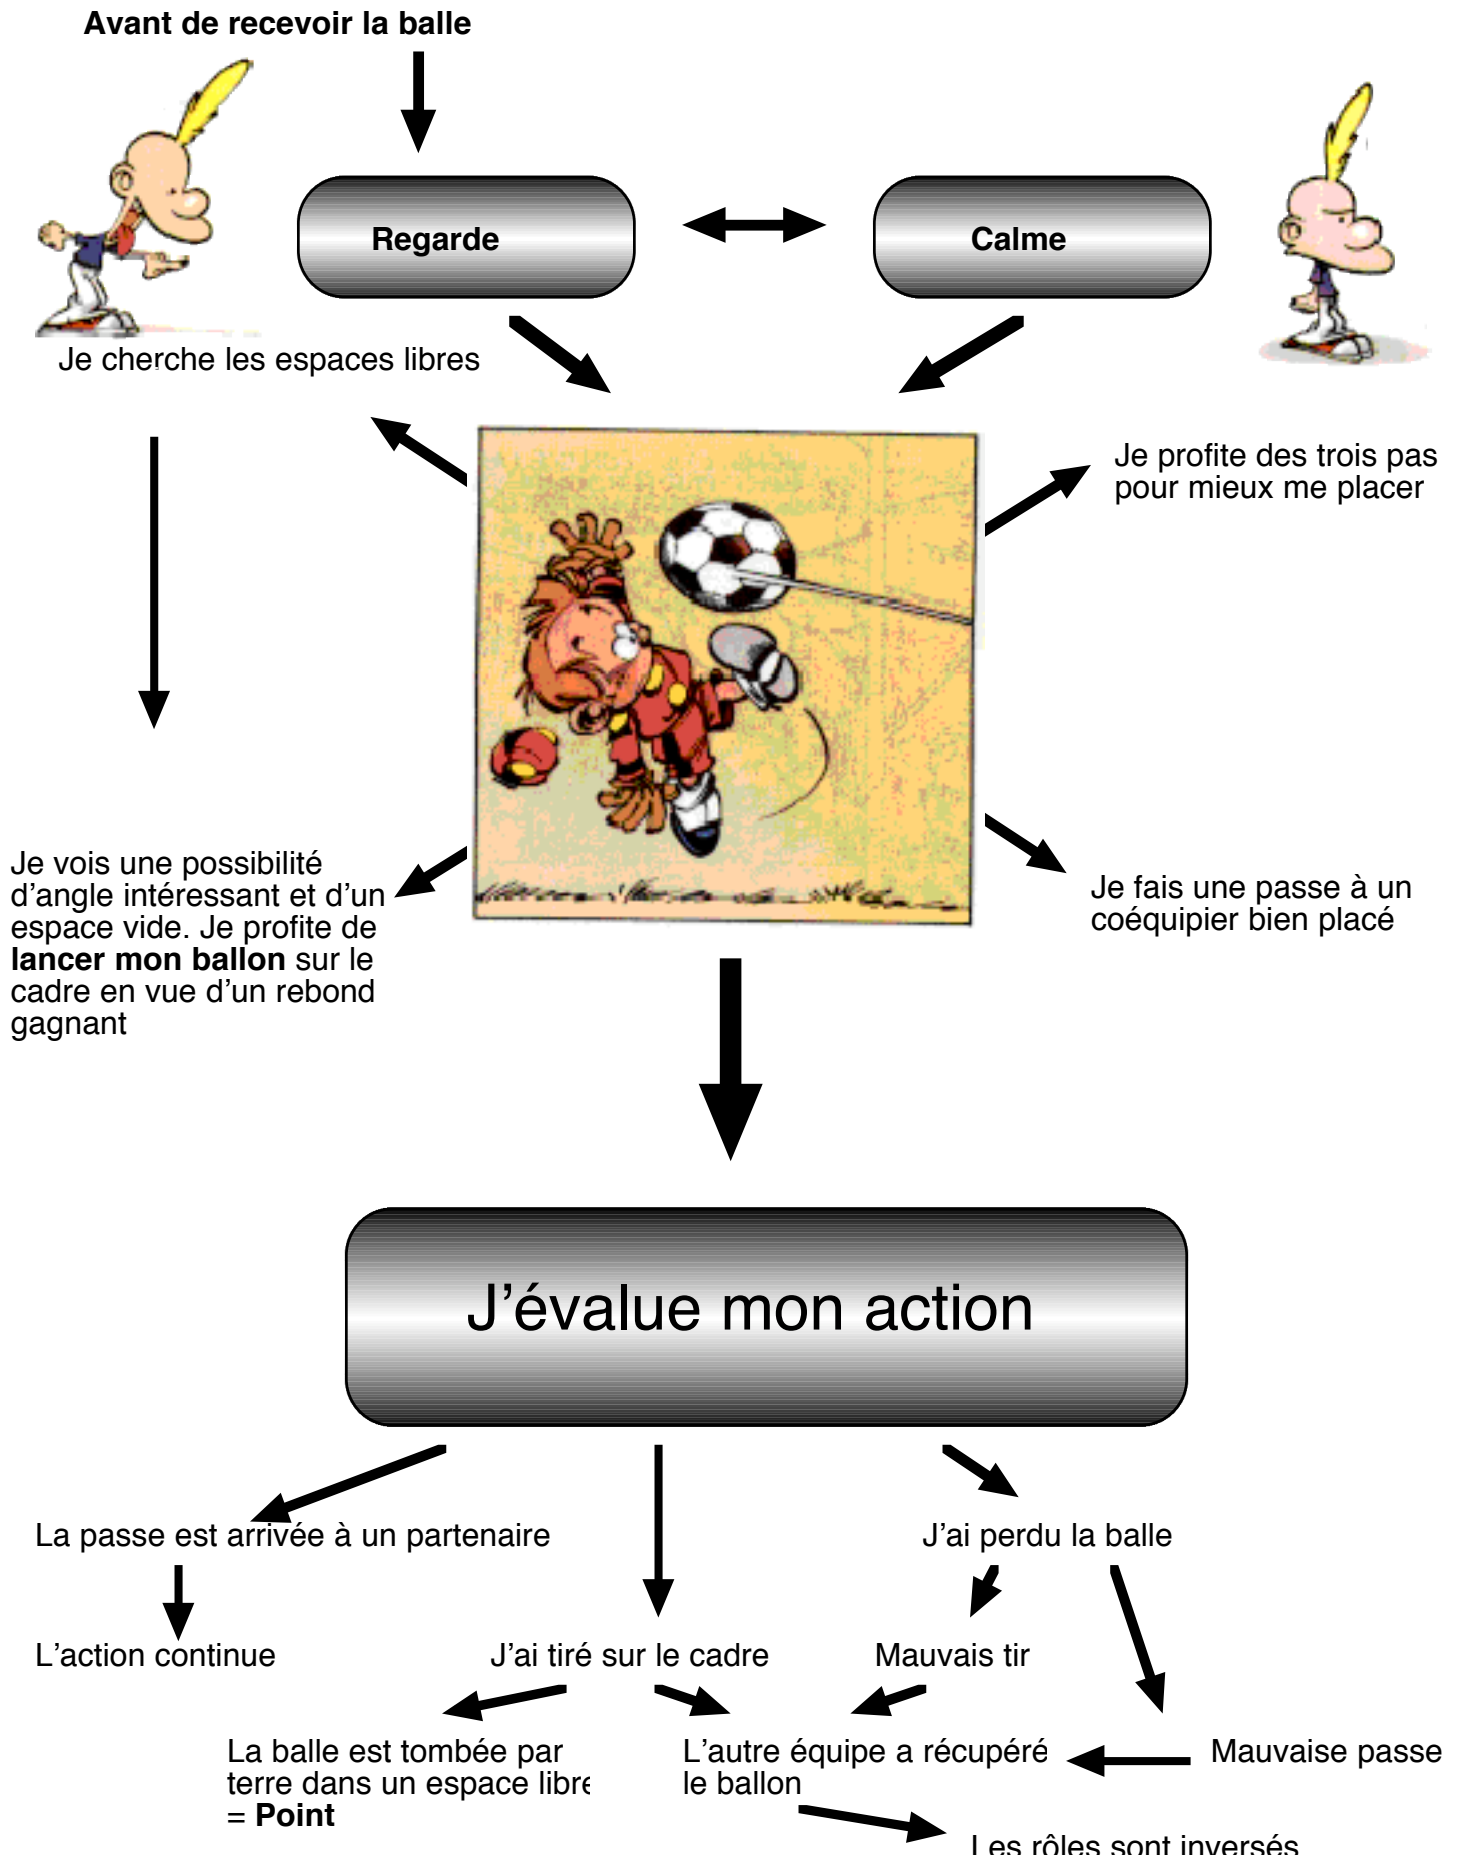 Avant de recevoir la balle
Regarde
Calme
Je cherche les espaces libres
Je profite des trois pas
pour mieux me placer
Je vois une possibilité
d’angle intéressant et d’un
espace vide. Je profite de
lancer mon ballon sur le
cadre en vue d’un rebond
gagnant
Je fais une passe à un
coéquipier bien placé
J’évalue mon action
La passe est arrivée à un partenaire
J’ai perdu la balle
L’action continue
J’ai tiré sur le cadre
Mauvais tir
La balle est tombée par
terre dans un espace libre
= Point
L’autre équipe a récupéré
le ballon
Mauvaise passe
Les rôles sont inversés